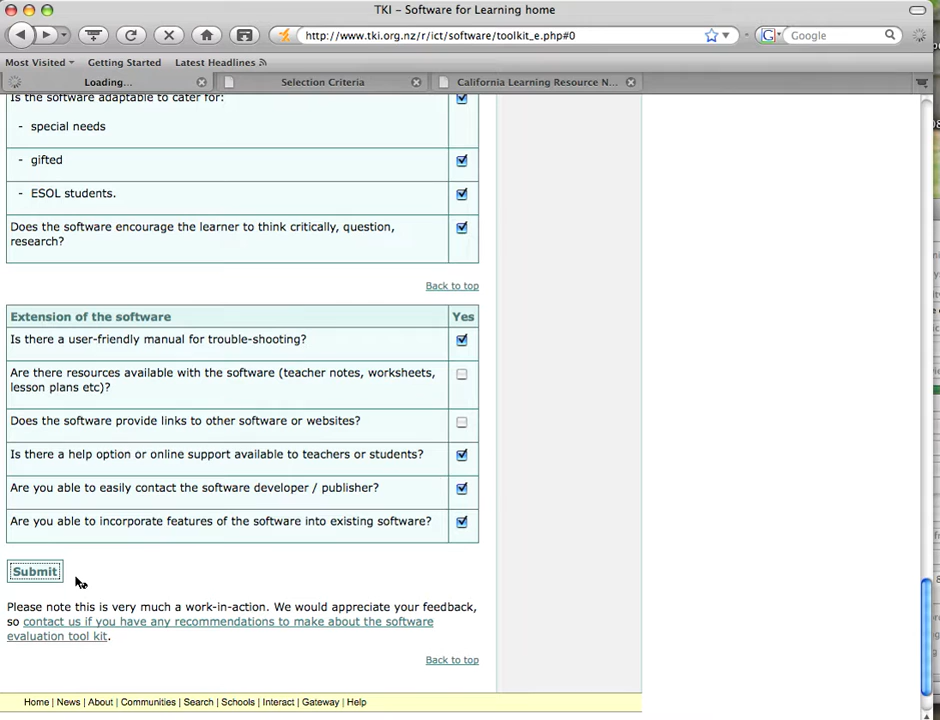 TKI – Software for Learning home
http://www.tki.org.nz/r/ict/software/toolkit_e.php#0
Google
Most Visited
Getting Started
Latest Headlines
Loading...
Selection Criteria
California Learning Resource N...
Is the software adaptable to cater for:
- special needs
- gifted
- ESOL students.
Does the software encourage the learner to think critically, question,
research?
Back to top
Extension of the software Yes
Is there a user-friendly manual for trouble-shooting?
Are there resources available with the software (teacher notes, worksheets,
lesson plans etc)?
Does the software provide links to other software or websites?
Is there a help option or online support available to teachers or students?
Are you able to easily contact the software developer / publisher?
Are you able to incorporate features of the software into existing software?
Submit
Please note this is very much a work-in-action. We would appreciate your feedback,
so contact us if you have any recommendations to make about the software
evaluation tool kit.
Back to top
Home | News | About | Communities | Search | Schools | Interact | Gateway | Help